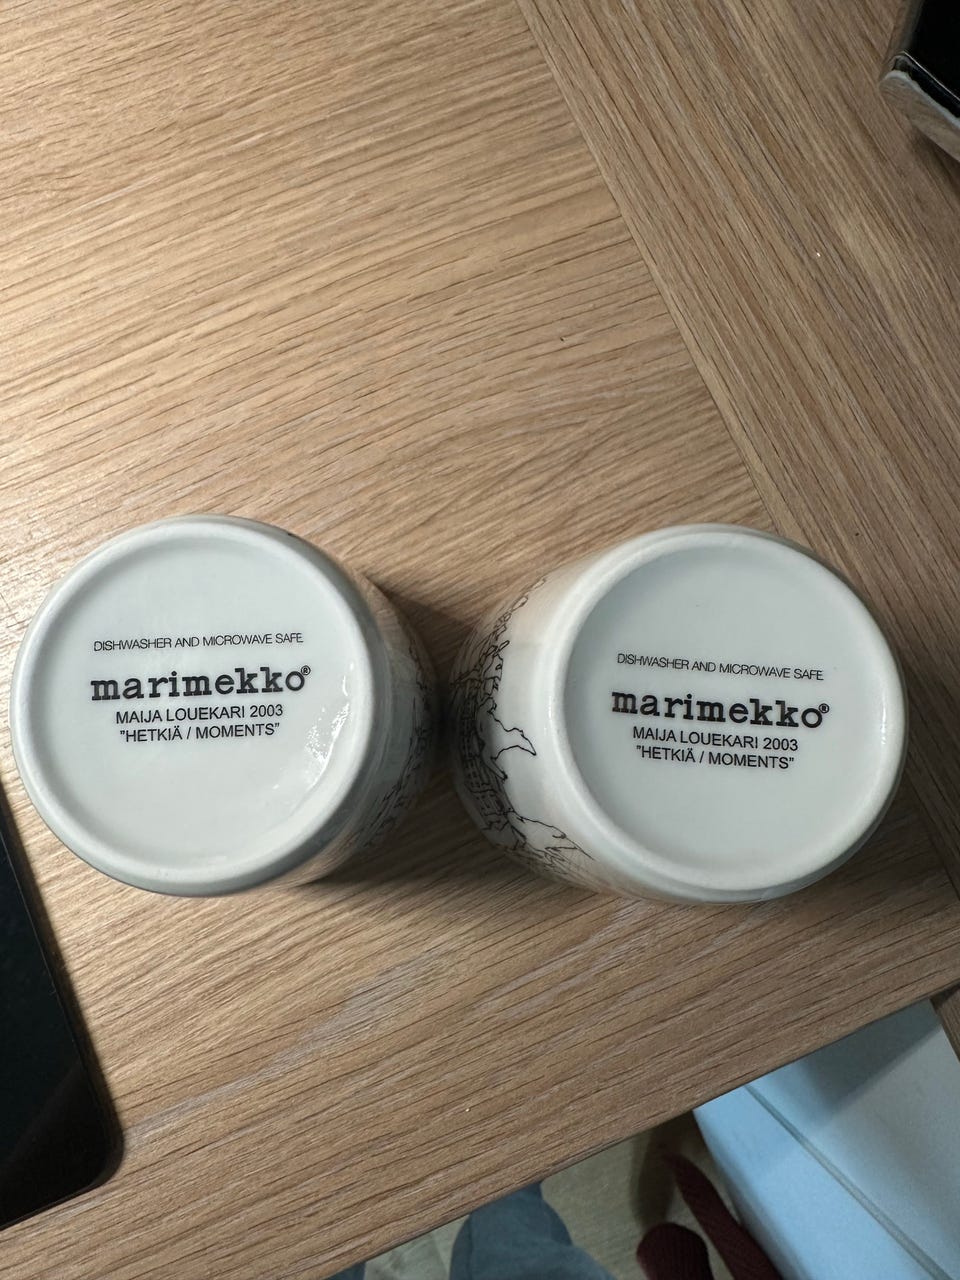 DISHWASHER AND MICROWAVE SAFE
marimekko®
MAIJA LOUEKARI 2003
"HETKIÄ / MOMENTS"
DISHWASHER AND MICROWAVE SAFE
marimekko®
MAIJA LOUEKARI 2003
"HETKIÄ / MOMENTS"